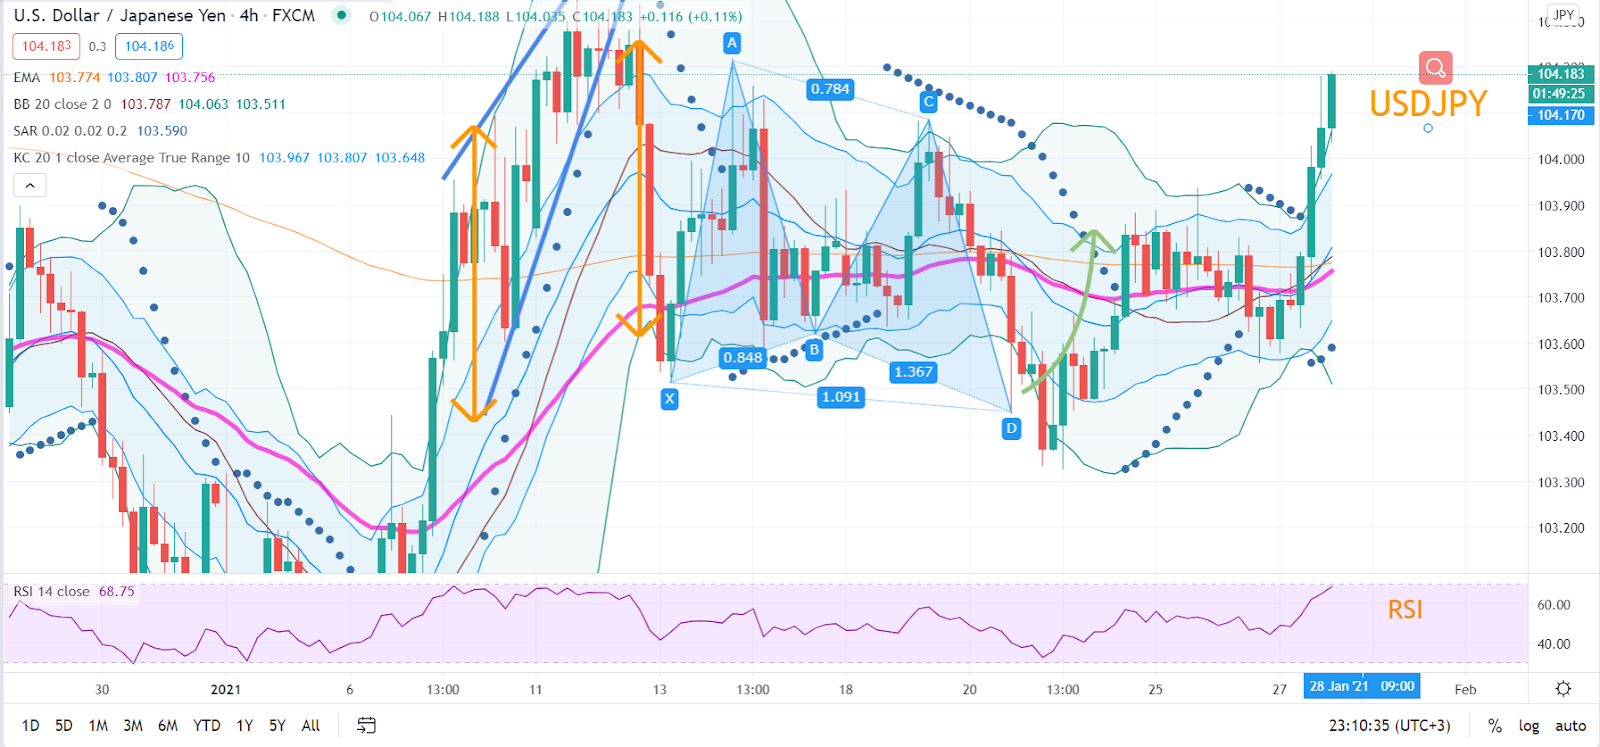 U.S. Dollar / Japanese Yen · 4h · FXCM O104.067 H104.188 L104.035 C104.183 +0.116 (+0.11%)
104.183 0.3 104.186
EMA 103.774 103.807 103.756
BB 20 close 2 0 103.787 104.063 103.511
SAR 0.02 0.02 0.2 103.590
KC 20 1 close Average True Range 10 103.967 103.807 103.648
JPY
USDJPY
104.183
01:49:25
104.170
104.000
103.900
103.800
103.700
103.600
103.500
103.400
103.300
103.200
A
0.784
C
B
0.848
1.367
X
1.091
D
RSI 14 close 68.75
RSI
60.00
40.00
30 2021 6 13:00 11 13 13:00 18 20 13:00 25 27 28 Jan '21 09:00 Feb
1D 5D 1M 3M 6M YTD 1Y 5Y All 23:10:35 (UTC+3) % log auto